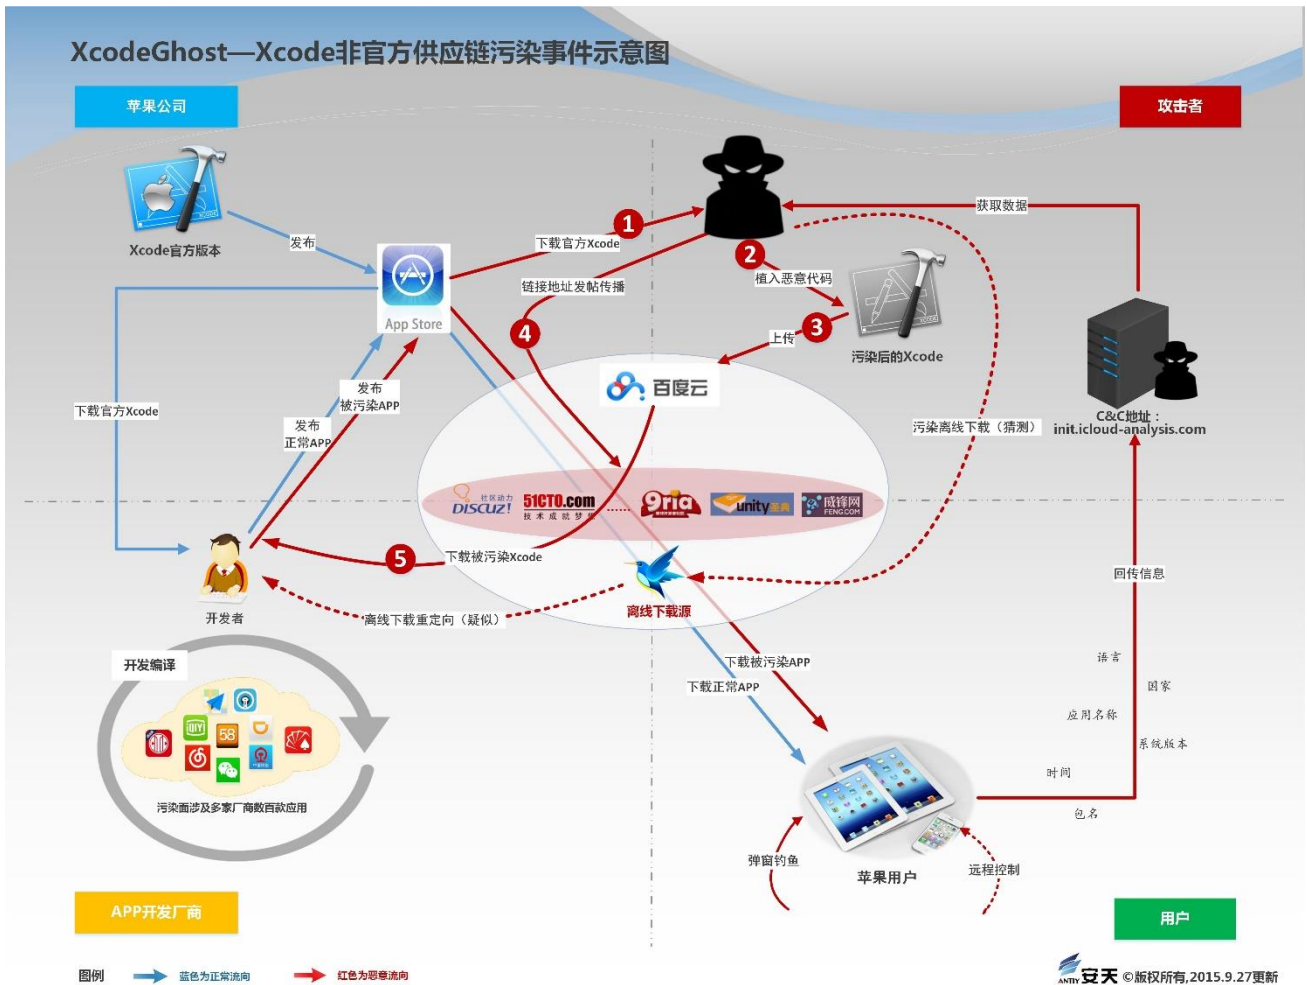 XcodeGhost—Xcode非官方供应链污染事件示意图
苹果公司
攻击者
Xcode官方版本
发布
App Store
下载官方Xcode
1
下载官方Xcode
链接地址发帖传播
4
2
植入恶意代码
3
上传
污染后的Xcode
获取数据
C&C地址：
init.icloud-analysis.com
百度云
污染离线下载（猜测）
发布
被污染APP
发布
正常APP
社区动力
DISCUZ!
51CTO.com
技术成就梦想
......
9ria
unity圣典
威锋网
FENG.COM
5
下载被污染Xcode
离线下载源
离线下载重定向（疑似）
开发者
回传信息
开发编译
QIY
58
污染面涉及多家厂商数百款应用
下载被污染APP
下载正常APP
语言
国家
应用名称
系统版本
时间
包名
弹窗钓鱼
远程控制
苹果用户
APP开发厂商
用户
图例
蓝色为正常流向
红色为恶意流向
ANTIY 安天 ©版权所有,2015.9.27更新